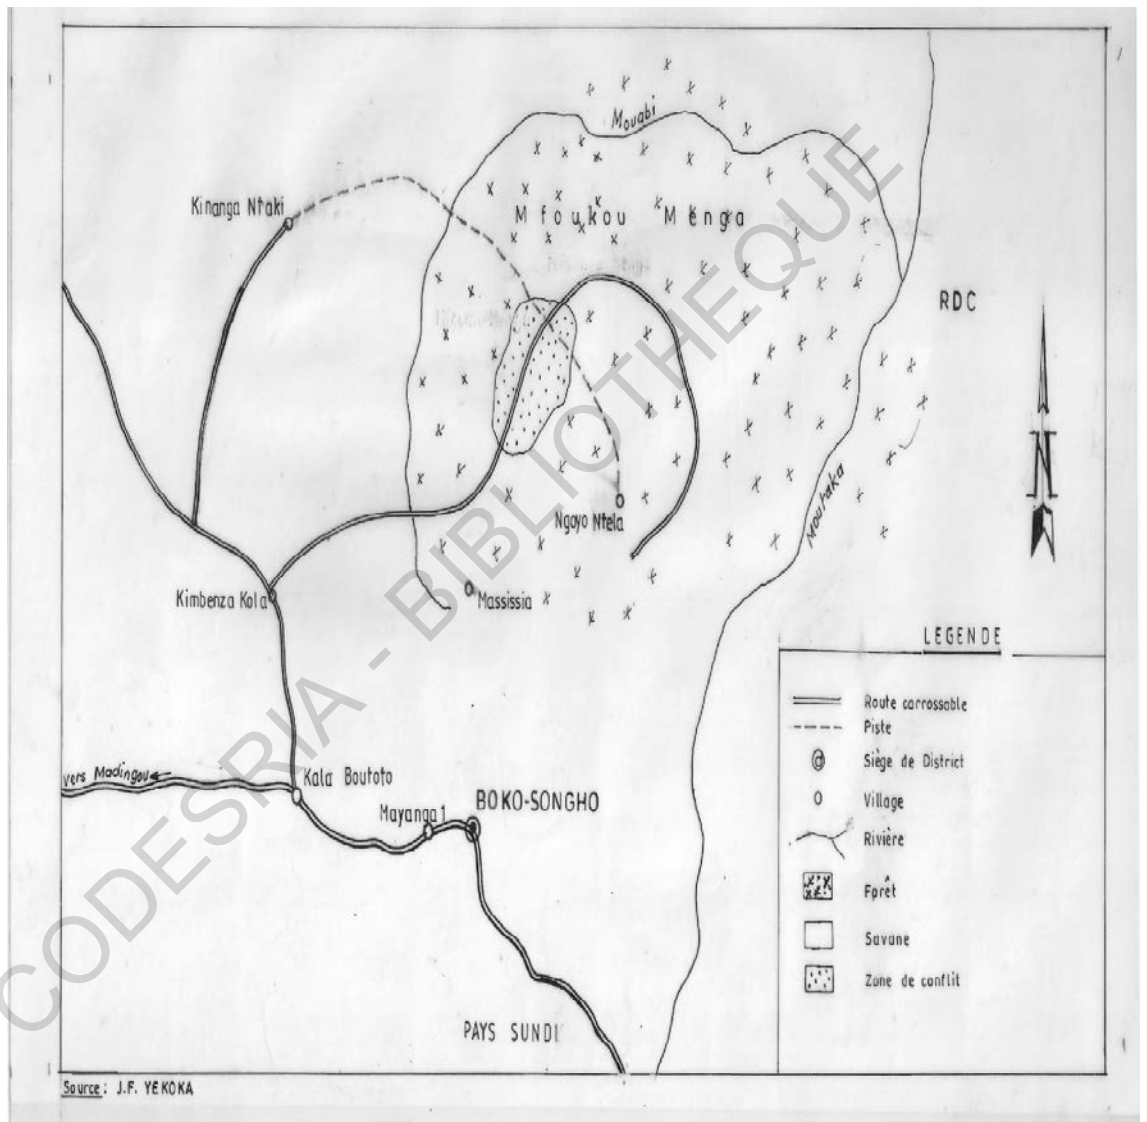 Mouabi
Kinanga Ntaki
Mfoukou Menga
RDC
Moutaka
Ngoyo Ntela
Kimbenza Kola
Massissia
LEGENDE
Route carrossable
Piste
Siège de District
Village
Rivière
Fprêt
Savane
Zone de conflit
vers Madingou
Kala Boutoto
Mayanga 1
BOKO-SONGHO
PAYS SUNDI
Source: J.F. YEKOKA
CODESRIA - BIBLIOTHEQUE